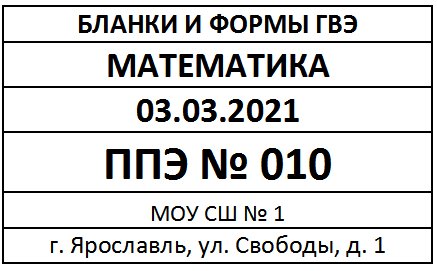 БЛАНКИ И ФОРМЫ ГВЭ
МАТЕМАТИКА
03.03.2021
ППЭ № 010
МОУ СШ № 1
г. Ярославль, ул. Свободы, д. 1